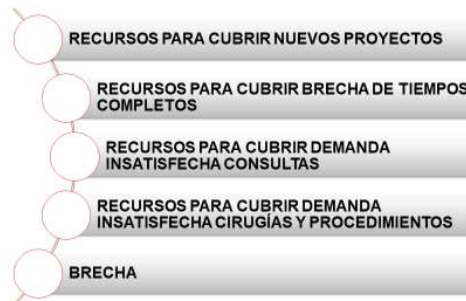 RECURSOS PARA CUBRIR NUEVOS PROYECTOS
RECURSOS PARA CUBRIR BRECHA DE TIEMPOS
COMPLETOS
RECURSOS PARA CUBRIR DEMANDA
INSATISFECHA CONSULTAS
RECURSOS PARA CUBRIR DEMANDA
INSATISFECHA CIRUGÍAS Y PROCEDIMIENTOS
BRECHA